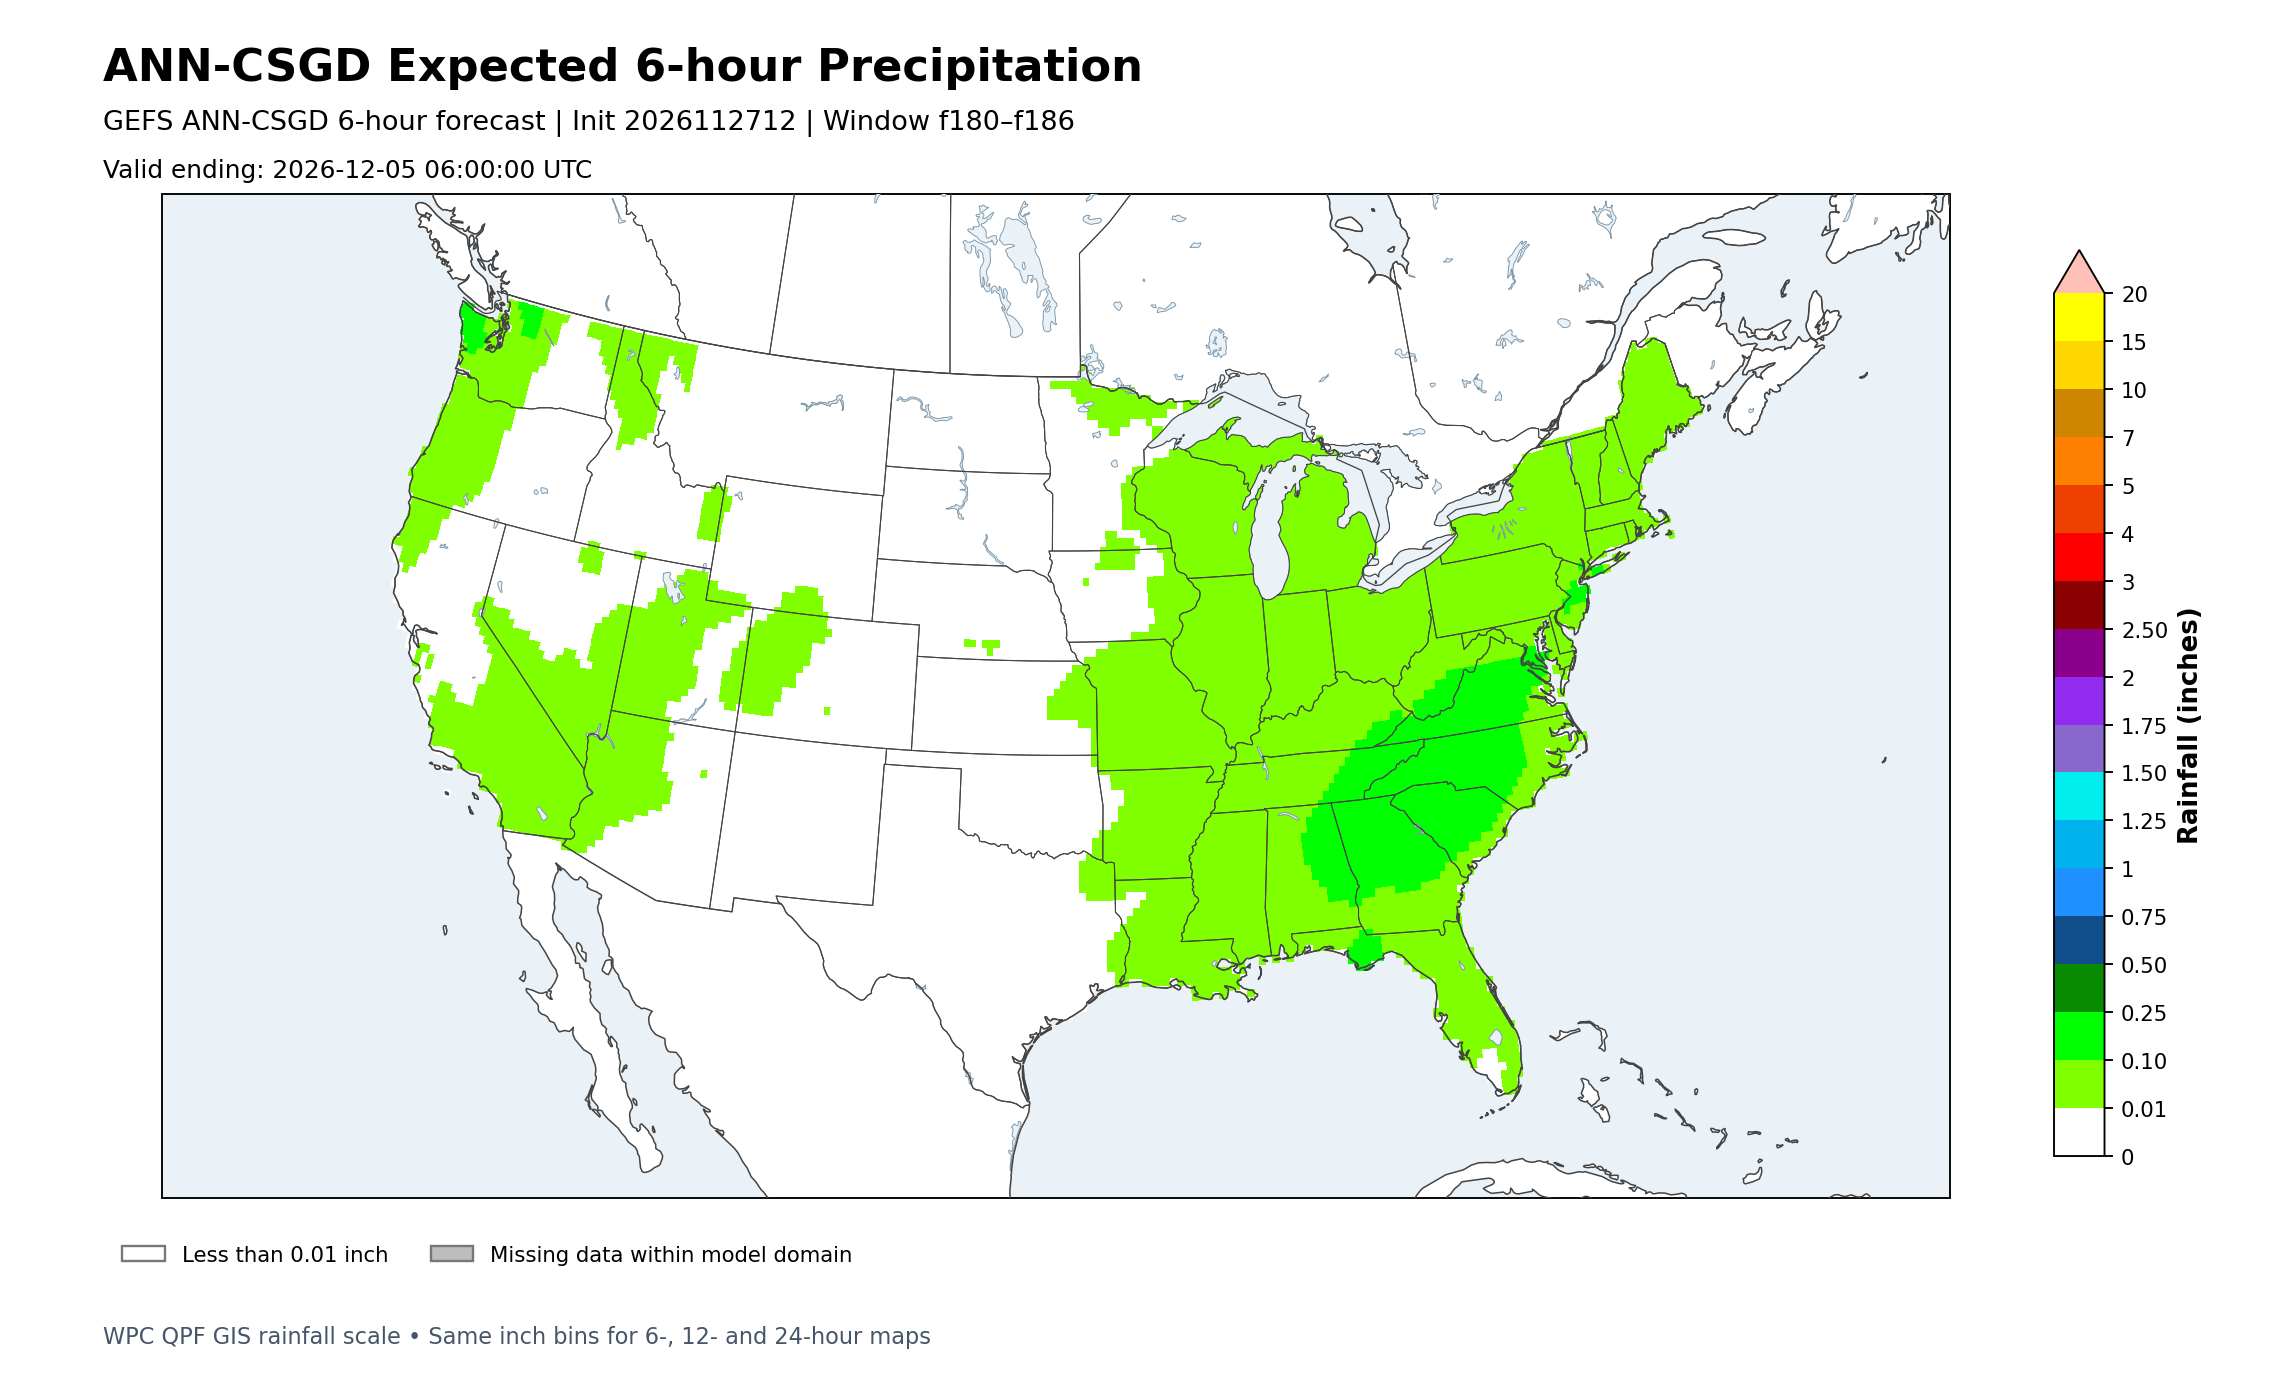 ANN-CSGD Expected 6-hour Precipitation
GEFS ANN-CSGD 6-hour forecast | Init 2026112712 | Window f180–f186
Valid ending: 2026-12-05 06:00:00 UTC
20
15
10
7
5
4
3
2.50
2
1.75
1.50
1.25
1
0.75
0.50
0.25
0.10
0.01
0
Rainfall (inches)
Less than 0.01 inch
Missing data within model domain
WPC QPF GIS rainfall scale • Same inch bins for 6-, 12- and 24-hour maps